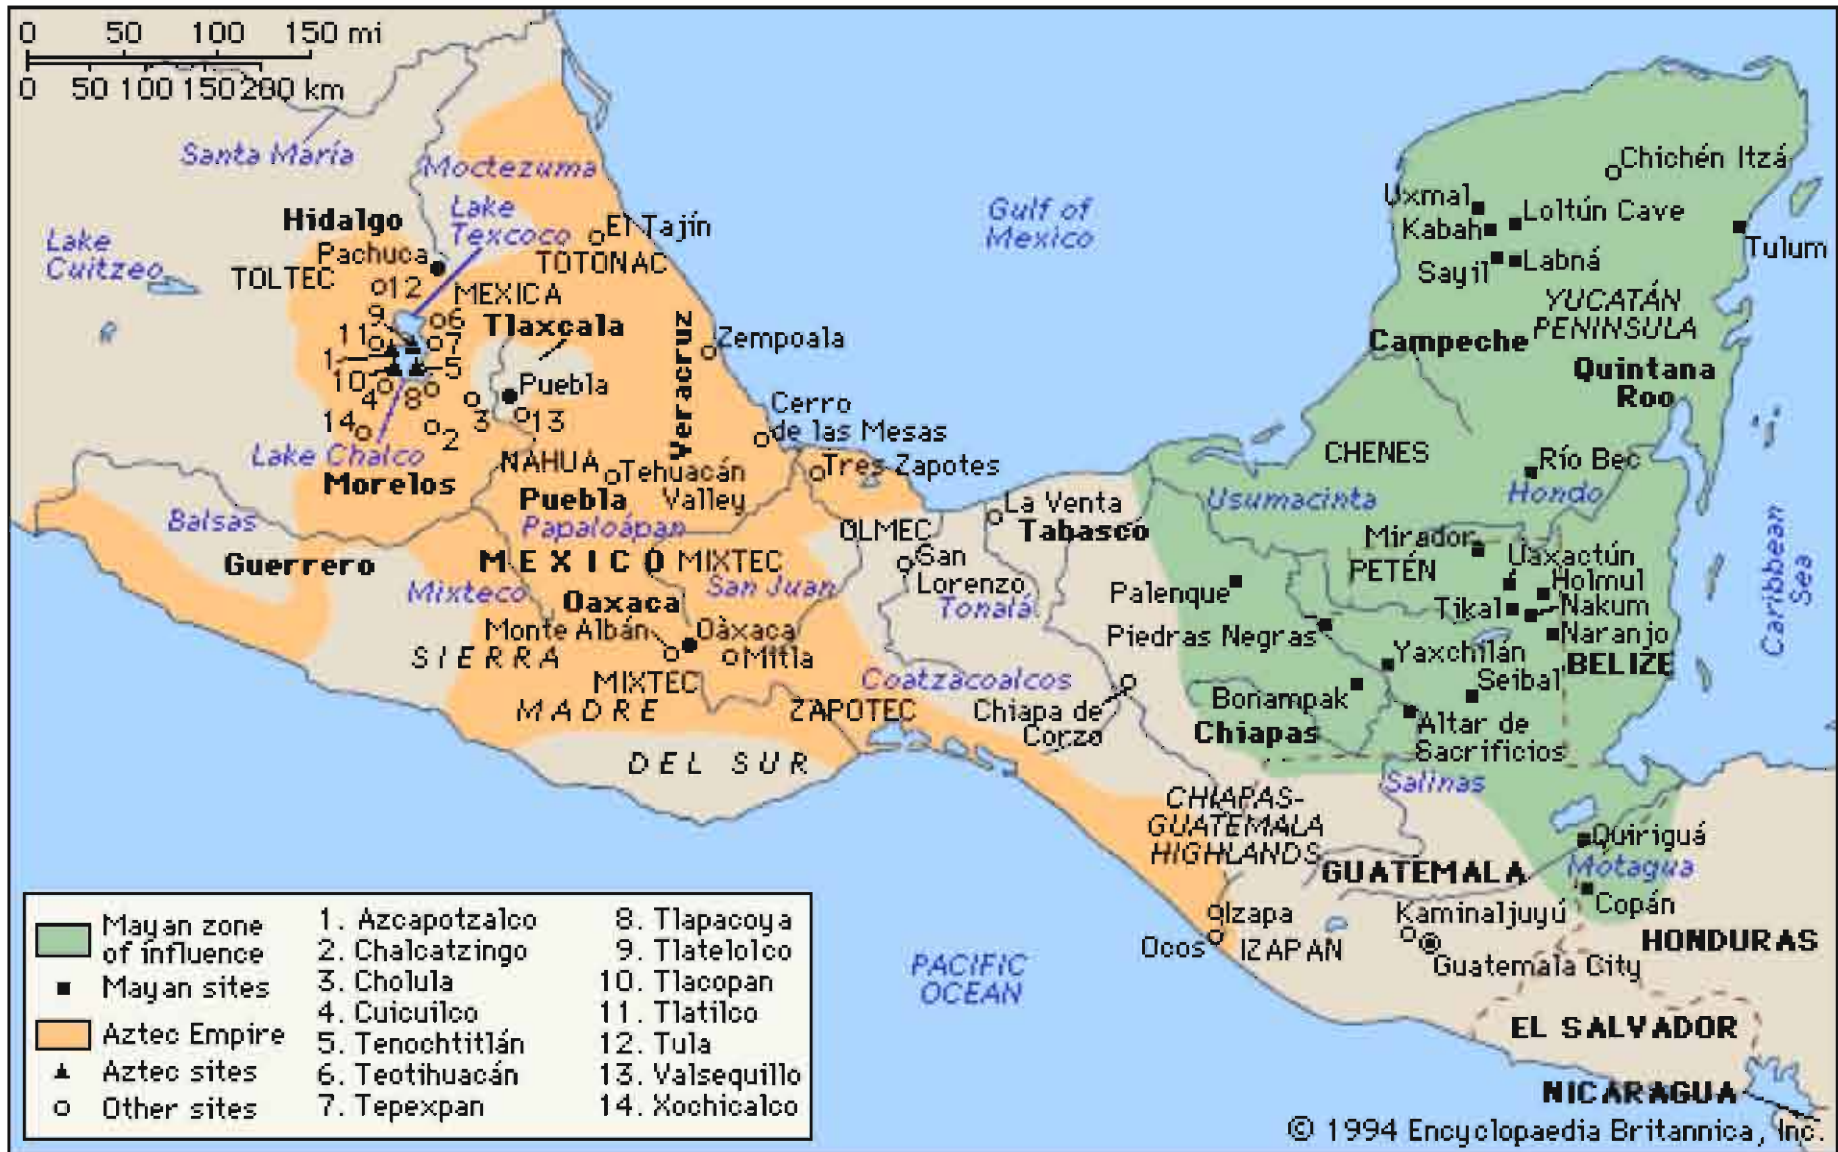 0 50 100 150 mi
0 50 100 150 200 km
Santa María
Moctezuma
Hidalgo
Lake
Texcoco
El Tajín
Lake
Cuitzeo
Pachuca
TOLTEC
TOTONAC
12
MEXICA
9
6
Tlaxcala
11
7
1
5
10
4
8
3
13
14
2
Puebla
Veracruz
Zempoala
Cerro
de las Mesas
Lake Chalco
NAHUA
Tehuacán
Valley
Tres Zapotes
Morelos
Puebla
Balsas
Papaloápan
Guerrero
MEXICO
MIXTEC
Mixteco
San Juan
Oaxaca
Monte Albán
Oàxaca
Mitla
SIERRA
MADRE
DEL SUR
MIXTEC
ZAPOTEC
Gulf of
Mexico
OLMEC
La Venta
Tabasco
San
Lorenzo
Tonalá
Coatzacoalcos
Chiapa de
Corzo
Chichén Itzá
Uxmal
Loltún Cave
Kabah
Tulum
Sayil
Labná
YUCATÁN
PENINSULA
Campeche
Quintana
Roo
CHENES
Río Bec
Usumacinta
Hondo
Mirador
Uaxactún
PETÉN
Holmul
Palenque
Tikal
Nakum
Piedras Negras
Naranjo
Yaxchilán
BELIZE
Bonampak
Seibal
Chiapas
Altar de
Sacrificios
Salinas
Caribbean
Sea
CHIAPAS-
GUATEMALA
HIGHLANDS
GUATEMALA
Quiriguá
Motagua
Copán
Izapa
Ocos
IZAPAN
Kaminaljuyú
Guatemala City
HONDURAS
PACIFIC
OCEAN
EL SALVADOR
NICARAGUA
Mayan zone
of influence
Mayan sites
Aztec Empire
Aztec sites
Other sites
1. Azcapotzalco
2. Chalcatzingo
3. Cholula
4. Cuicuilco
5. Tenochtitlán
6. Teotihuacán
7. Tepexpan
8. Tlapacoya
9. Tlatelolco
10. Tlacopan
11. Tlatilco
12. Tula
13. Valsequillo
14. Xochicalco
© 1994 Encyclopaedia Britannica, Inc.